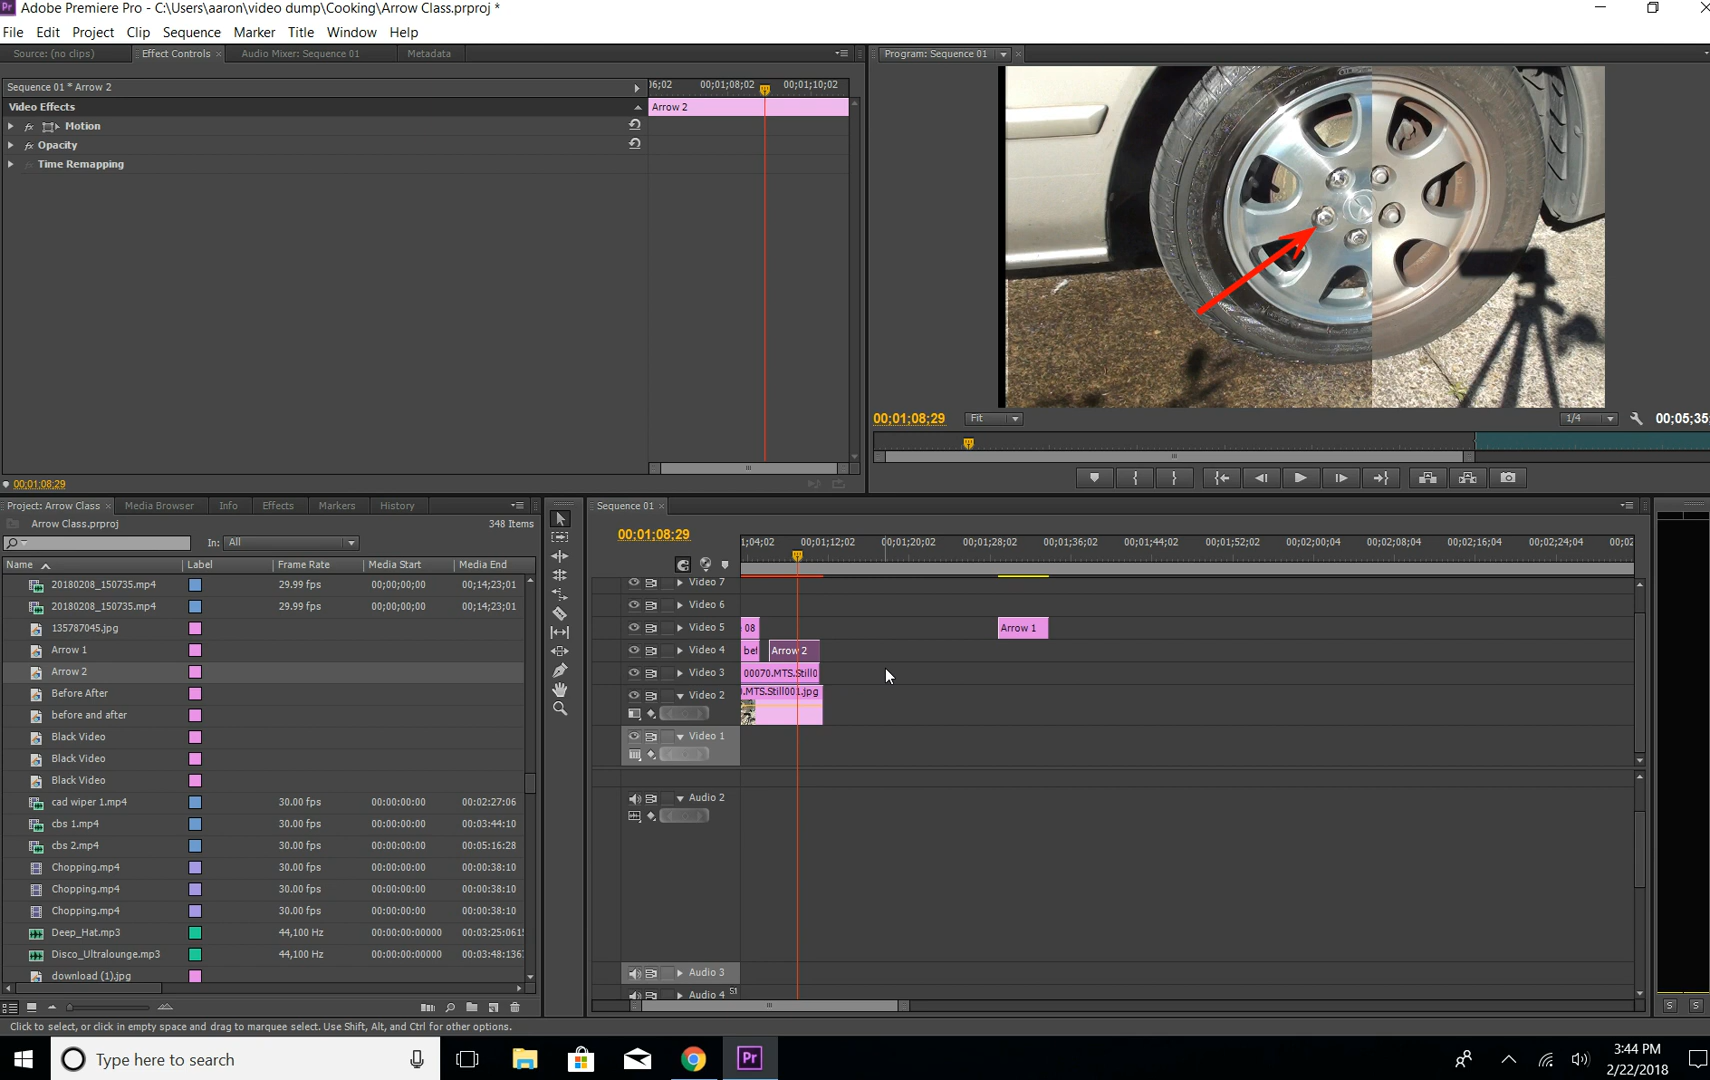 Adobe Premiere Pro - C:\Users\aaron\video dump\Cooking\Arrow Class.prproj *
File Edit Project Clip Sequence Marker Title Window Help
Source: (no clips) Effect Controls Audio Mixer: Sequence 01 Metadata
Program: Sequence 01
Sequence 01 * Arrow 2
00;01;08;02 00;01;10;02
Video Effects
Arrow 2
fx Motion
fx Opacity
Time Remapping
00;01;08;29 Fit 1/4 00;05;35;
00;01;08;29
Project: Arrow Class Media Browser Info Effects Markers History
Arrow Class.prproj 348 Items
In: All
Name Label Frame Rate Media Start Media End
20180208_150735.mp4 29.99 fps 00;00;00;00 00;14;23;01
20180208_150735.mp4 29.99 fps 00;00;00;00 00;14;23;01
135787045.jpg
Arrow 1
Arrow 2
Before After
before and after
Black Video
Black Video
Black Video
cad wiper 1.mp4 30.00 fps 00:00:00:00 00:02:27:06
cbs 1.mp4 30.00 fps 00:00:00:00 00:03:44:10
cbs 2.mp4 30.00 fps 00:00:00:00 00:05:16:28
Chopping.mp4 30.00 fps 00:00:00:00 00:00:38:10
Chopping.mp4 30.00 fps 00:00:00:00 00:00:38:10
Chopping.mp4 30.00 fps 00:00:00:00 00:00:38:10
Deep_Hat.mp3 44,100 Hz 00:00:00:00000 00:03:25:061
Disco_Ultralounge.mp3 44,100 Hz 00:00:00:00000 00:03:48:136
download (1).jpg
Sequence 01
00;01;08;29
1;04;02 00;01;12;02 00;01;20;02 00;01;28;02 00;01;36;02 00;01;44;02 00;01;52;02 00;02;00;04 00;02;08;04 00;02;16;04 00;02;24;04 00;02
Video 7
Video 6
Video 5 08 Arrow 1
Video 4 bef Arrow 2
Video 3 00070.MTS.Still0
Video 2 .MTS.Still001.jpg
Video 1
Audio 2
Audio 3
Audio 4 S1
S S
Click to select, or click in empty space and drag to marquee select. Use Shift, Alt, and Ctrl for other options.
Type here to search
Pr
3:44 PM
2/22/2018